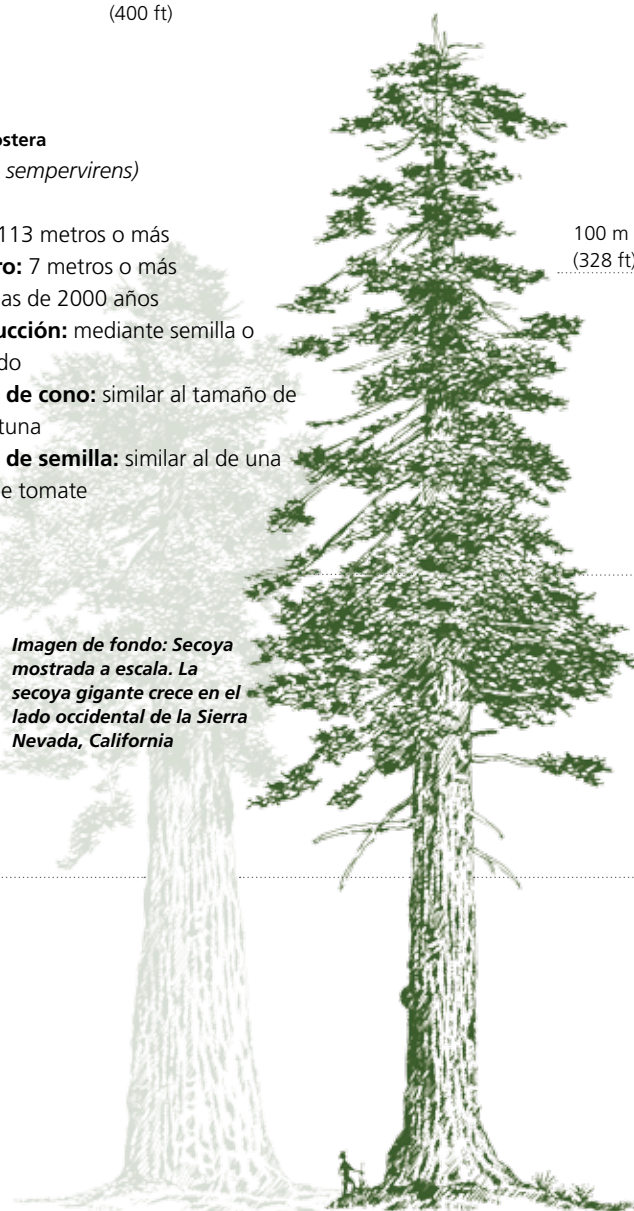 (400 ft)
ostera
sempervirens)
113 metros o más
ro: 7 metros o más
as de 2000 años
ucción: mediante semilla o
do
de cono: similar al tamaño de
tuna
de semilla: similar al de una
e tomate
100 m
(328 ft)
Imagen de fondo: Secoya
mostrada a escala. La
secoya gigante crece en el
lado occidental de la Sierra
Nevada, California